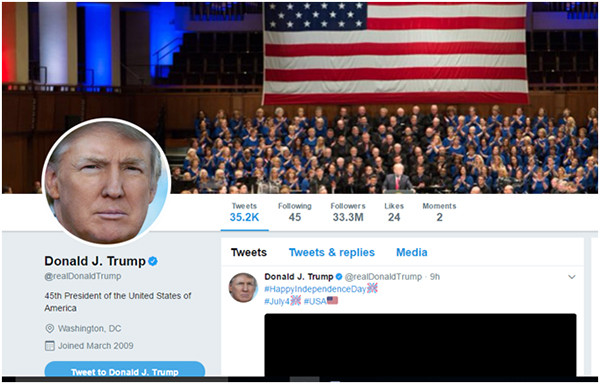 Tweets Following Followers Likes Moments
35.2K 45 33.3M 24 2
Donald J. Trump
@realDonaldTrump
45th President of the United States of
America
Washington, DC
Joined March 2009
Tweet to Donald J. Trump
Tweets Tweets & replies Media
Donald J. Trump @realDonaldTrump · 9h
#HappyIndependenceDay
#July4 #USA